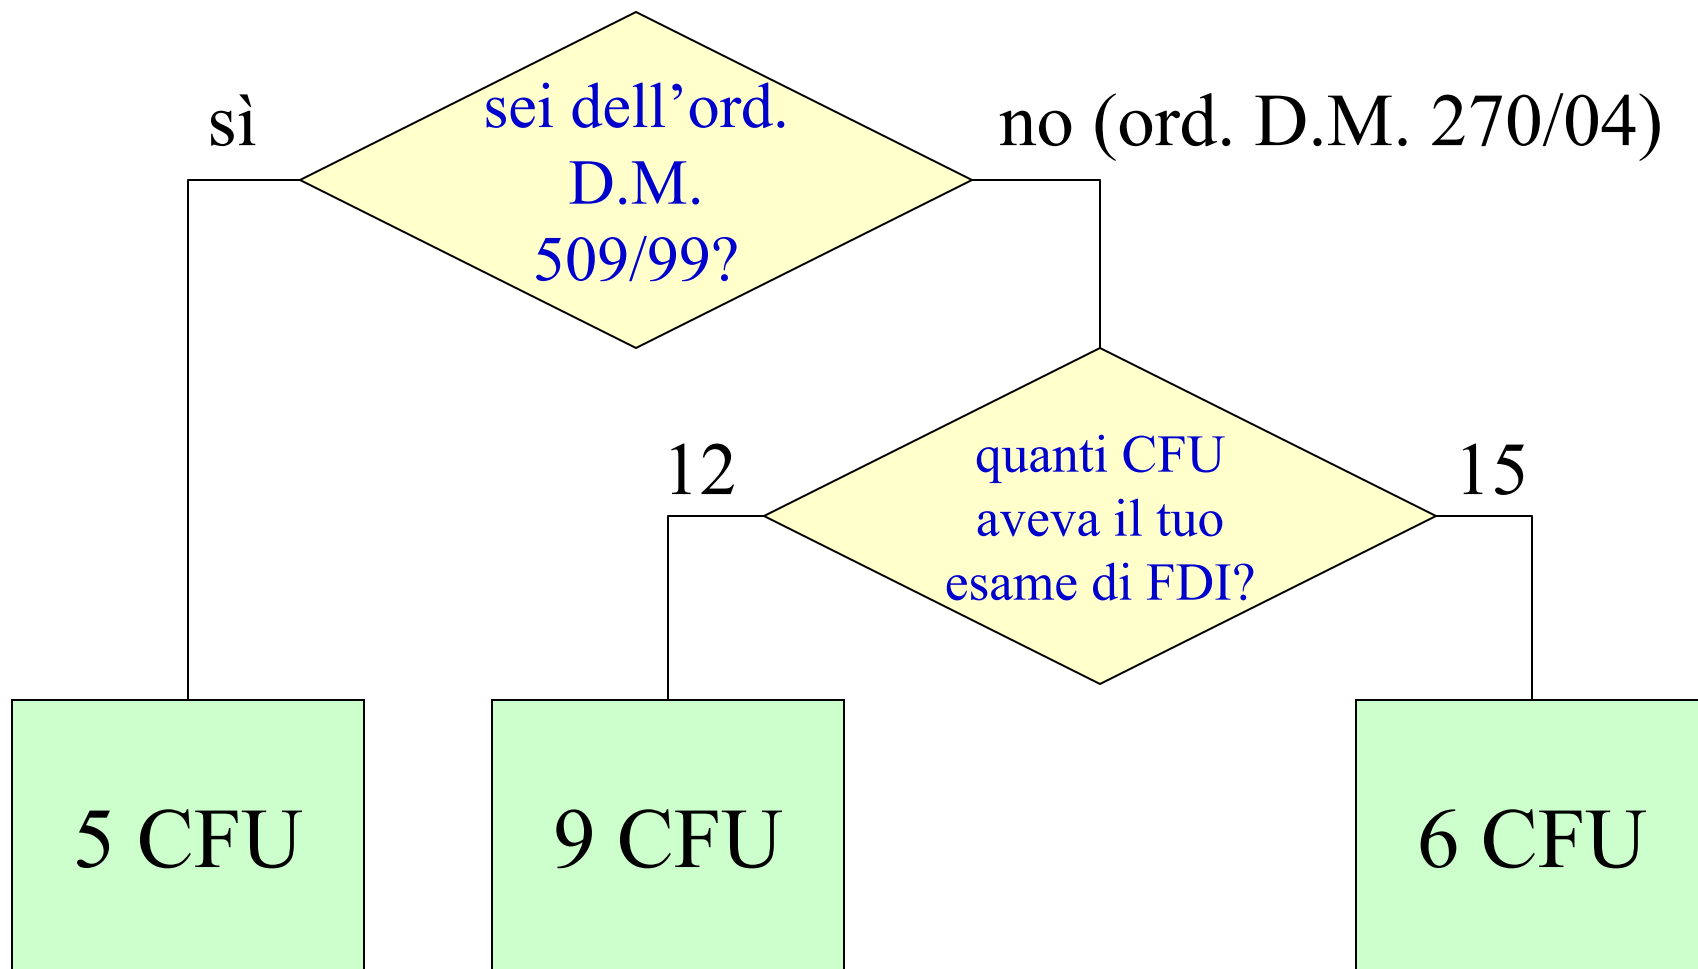 sì
sei dell’ord.
D.M.
509/99?
no (ord. D.M. 270/04)
12
quanti CFU
aveva il tuo
esame di FDI?
15
5 CFU
9 CFU
6 CFU